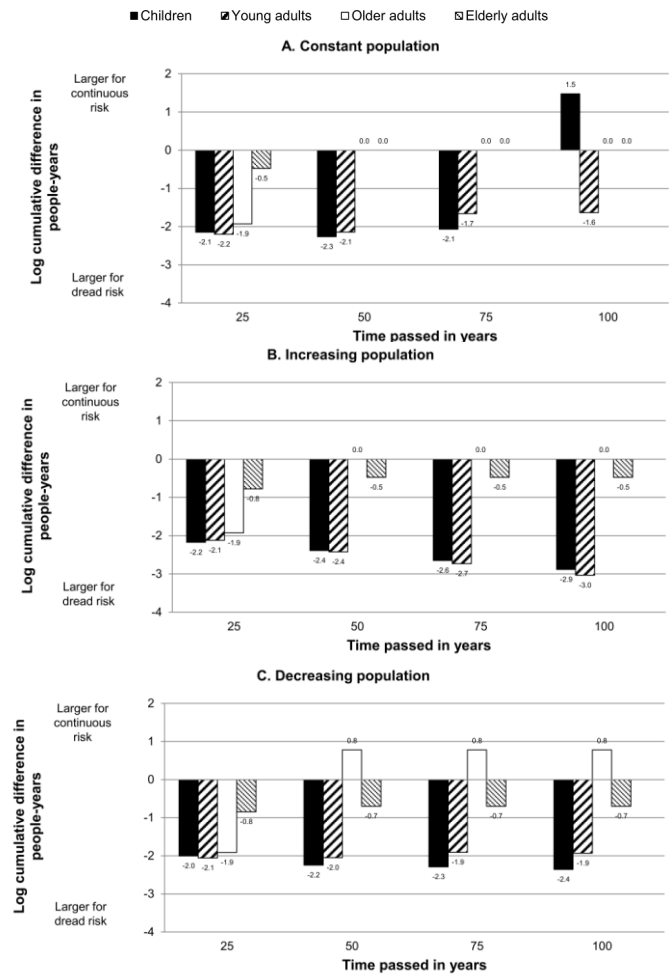 Children Young adults Older adults Elderly adults
A. Constant population
Larger for
continuous
risk
Log cumulative difference in
people-years
Larger for
dread risk
2
1
0
-1
-2
-3
-4
1.5
0.0 0.0 0.0 0.0 0.0 0.0
-0.5
-2.1 -2.2 -1.9 -2.3 -2.1 -2.1 -1.7 -1.6
25 50 75 100
Time passed in years
B. Increasing population
Larger for
continuous
risk
Log cumulative difference in
people-years
Larger for
dread risk
2
1
0
-1
-2
-3
-4
0.0 0.0 0.0
-0.8 -0.5 -0.5 -0.5
-2.2 -2.1 -1.9 -2.4 -2.4 -2.6 -2.7 -2.9 -3.0
25 50 75 100
Time passed in years
C. Decreasing population
Larger for
continuous
risk
Log cumulative difference in
people-years
Larger for
dread risk
2
1
0
-1
-2
-3
-4
0.8 0.8 0.8
-0.8 -0.7 -0.7 -0.7
-2.0 -2.1 -1.9 -2.2 -2.0 -2.3 -1.9 -2.4 -1.9
25 50 75 100
Time passed in years